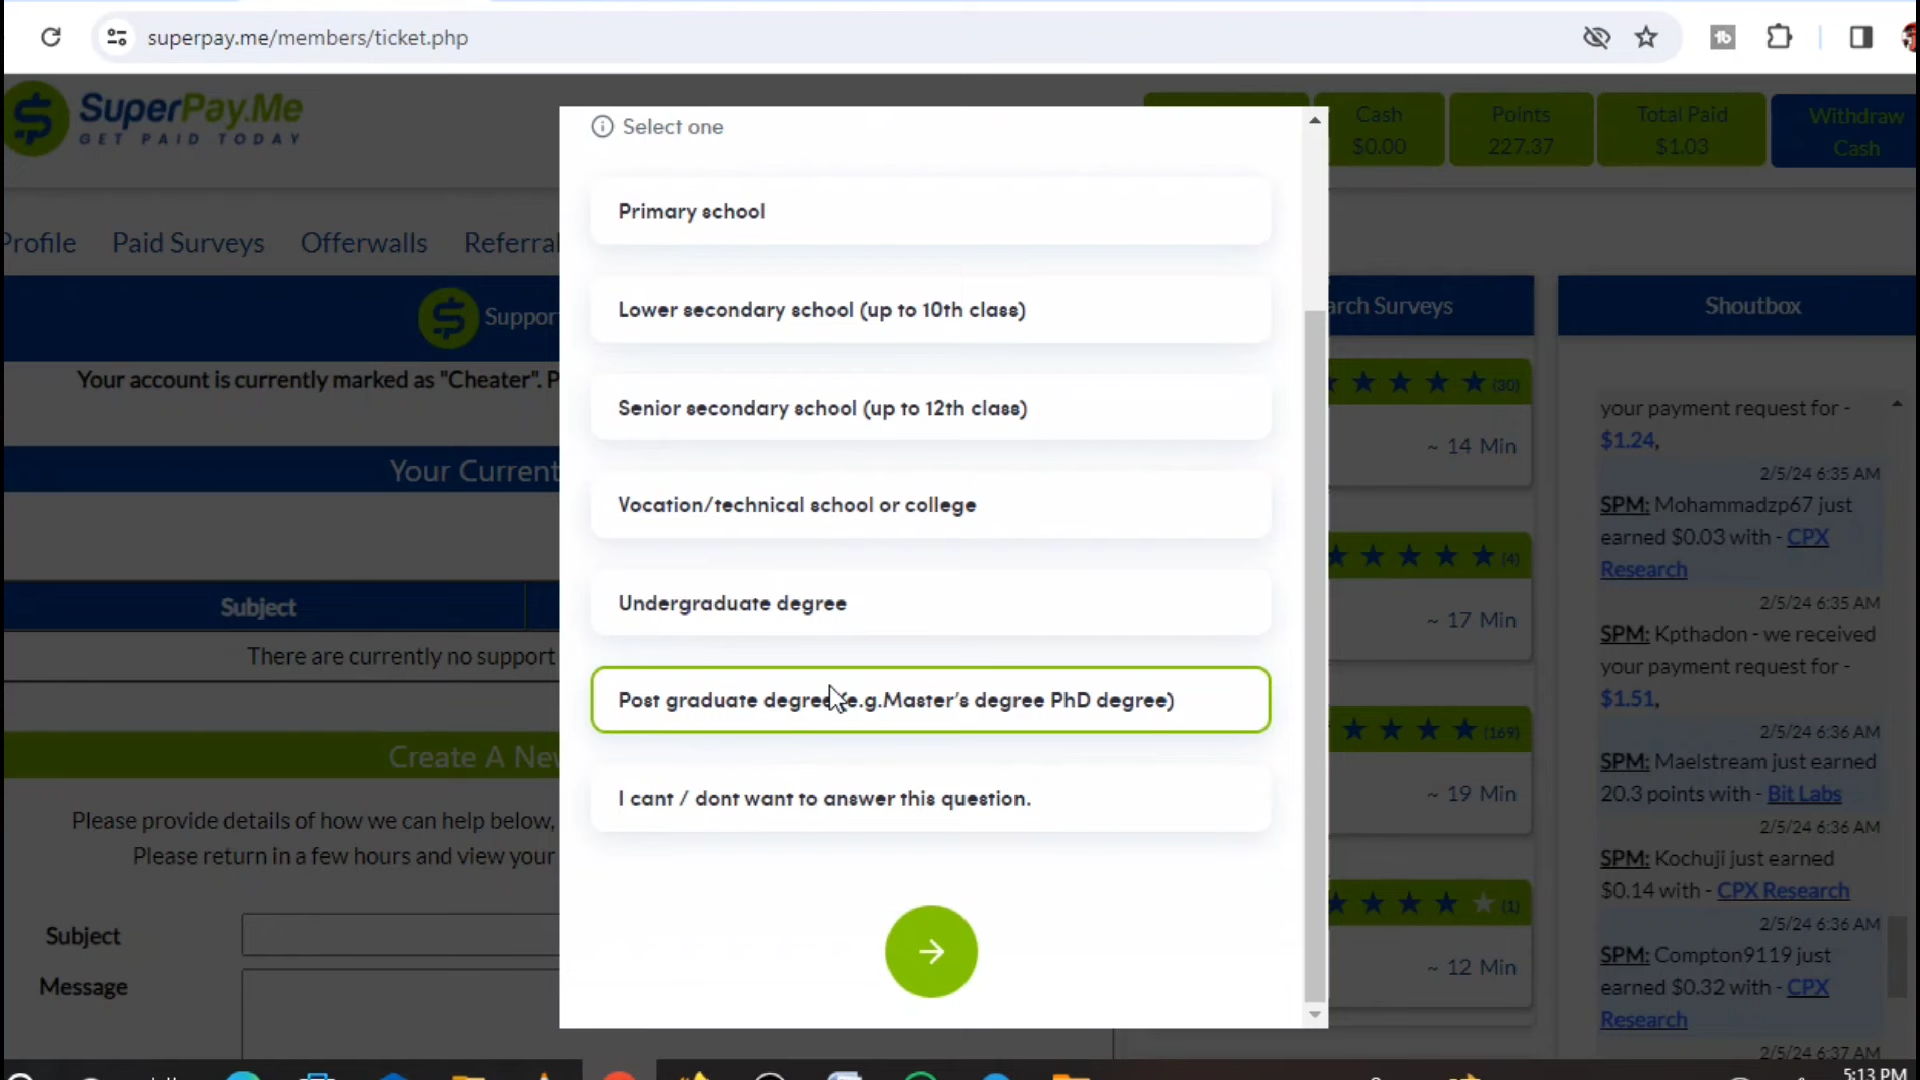 superpay.me/members/ticket.php
SuperPay.Me
GET PAID TODAY
Cash
$0.00
Points
227.37
Total Paid
$1.03
Withdraw
Cash
Profile
Paid Surveys
Offerwalls
Referral
Select one
Primary school
Lower secondary school (up to 10th class)
Senior secondary school (up to 12th class)
Vocation/technical school or college
Undergraduate degree
Post graduate degree (e.g.Master's degree PhD degree)
I cant / dont want to answer this question.
Suppor
Your account is currently marked as "Cheater". P
Your Current
Subject
There are currently no support
Create A New
Please provide details of how we can help below,
Please return in a few hours and view your
Subject
Message
arch Surveys
(30)
~ 14 Min
(4)
~ 17 Min
(169)
~ 19 Min
(1)
~ 12 Min
Shoutbox
your payment request for -
$1.24,
2/5/24 6:35 AM
SPM: Mohammadzp67 just
earned $0.03 with - CPX
Research
2/5/24 6:35 AM
SPM: Kpthadon - we received
your payment request for -
$1.51,
2/5/24 6:36 AM
SPM: Maelstream just earned
20.3 points with - Bit Labs
2/5/24 6:36 AM
SPM: Kochuji just earned
$0.14 with - CPX Research
2/5/24 6:36 AM
SPM: Compton9119 just
earned $0.32 with - CPX
Research
2/5/24 6:37 AM
5:13 PM